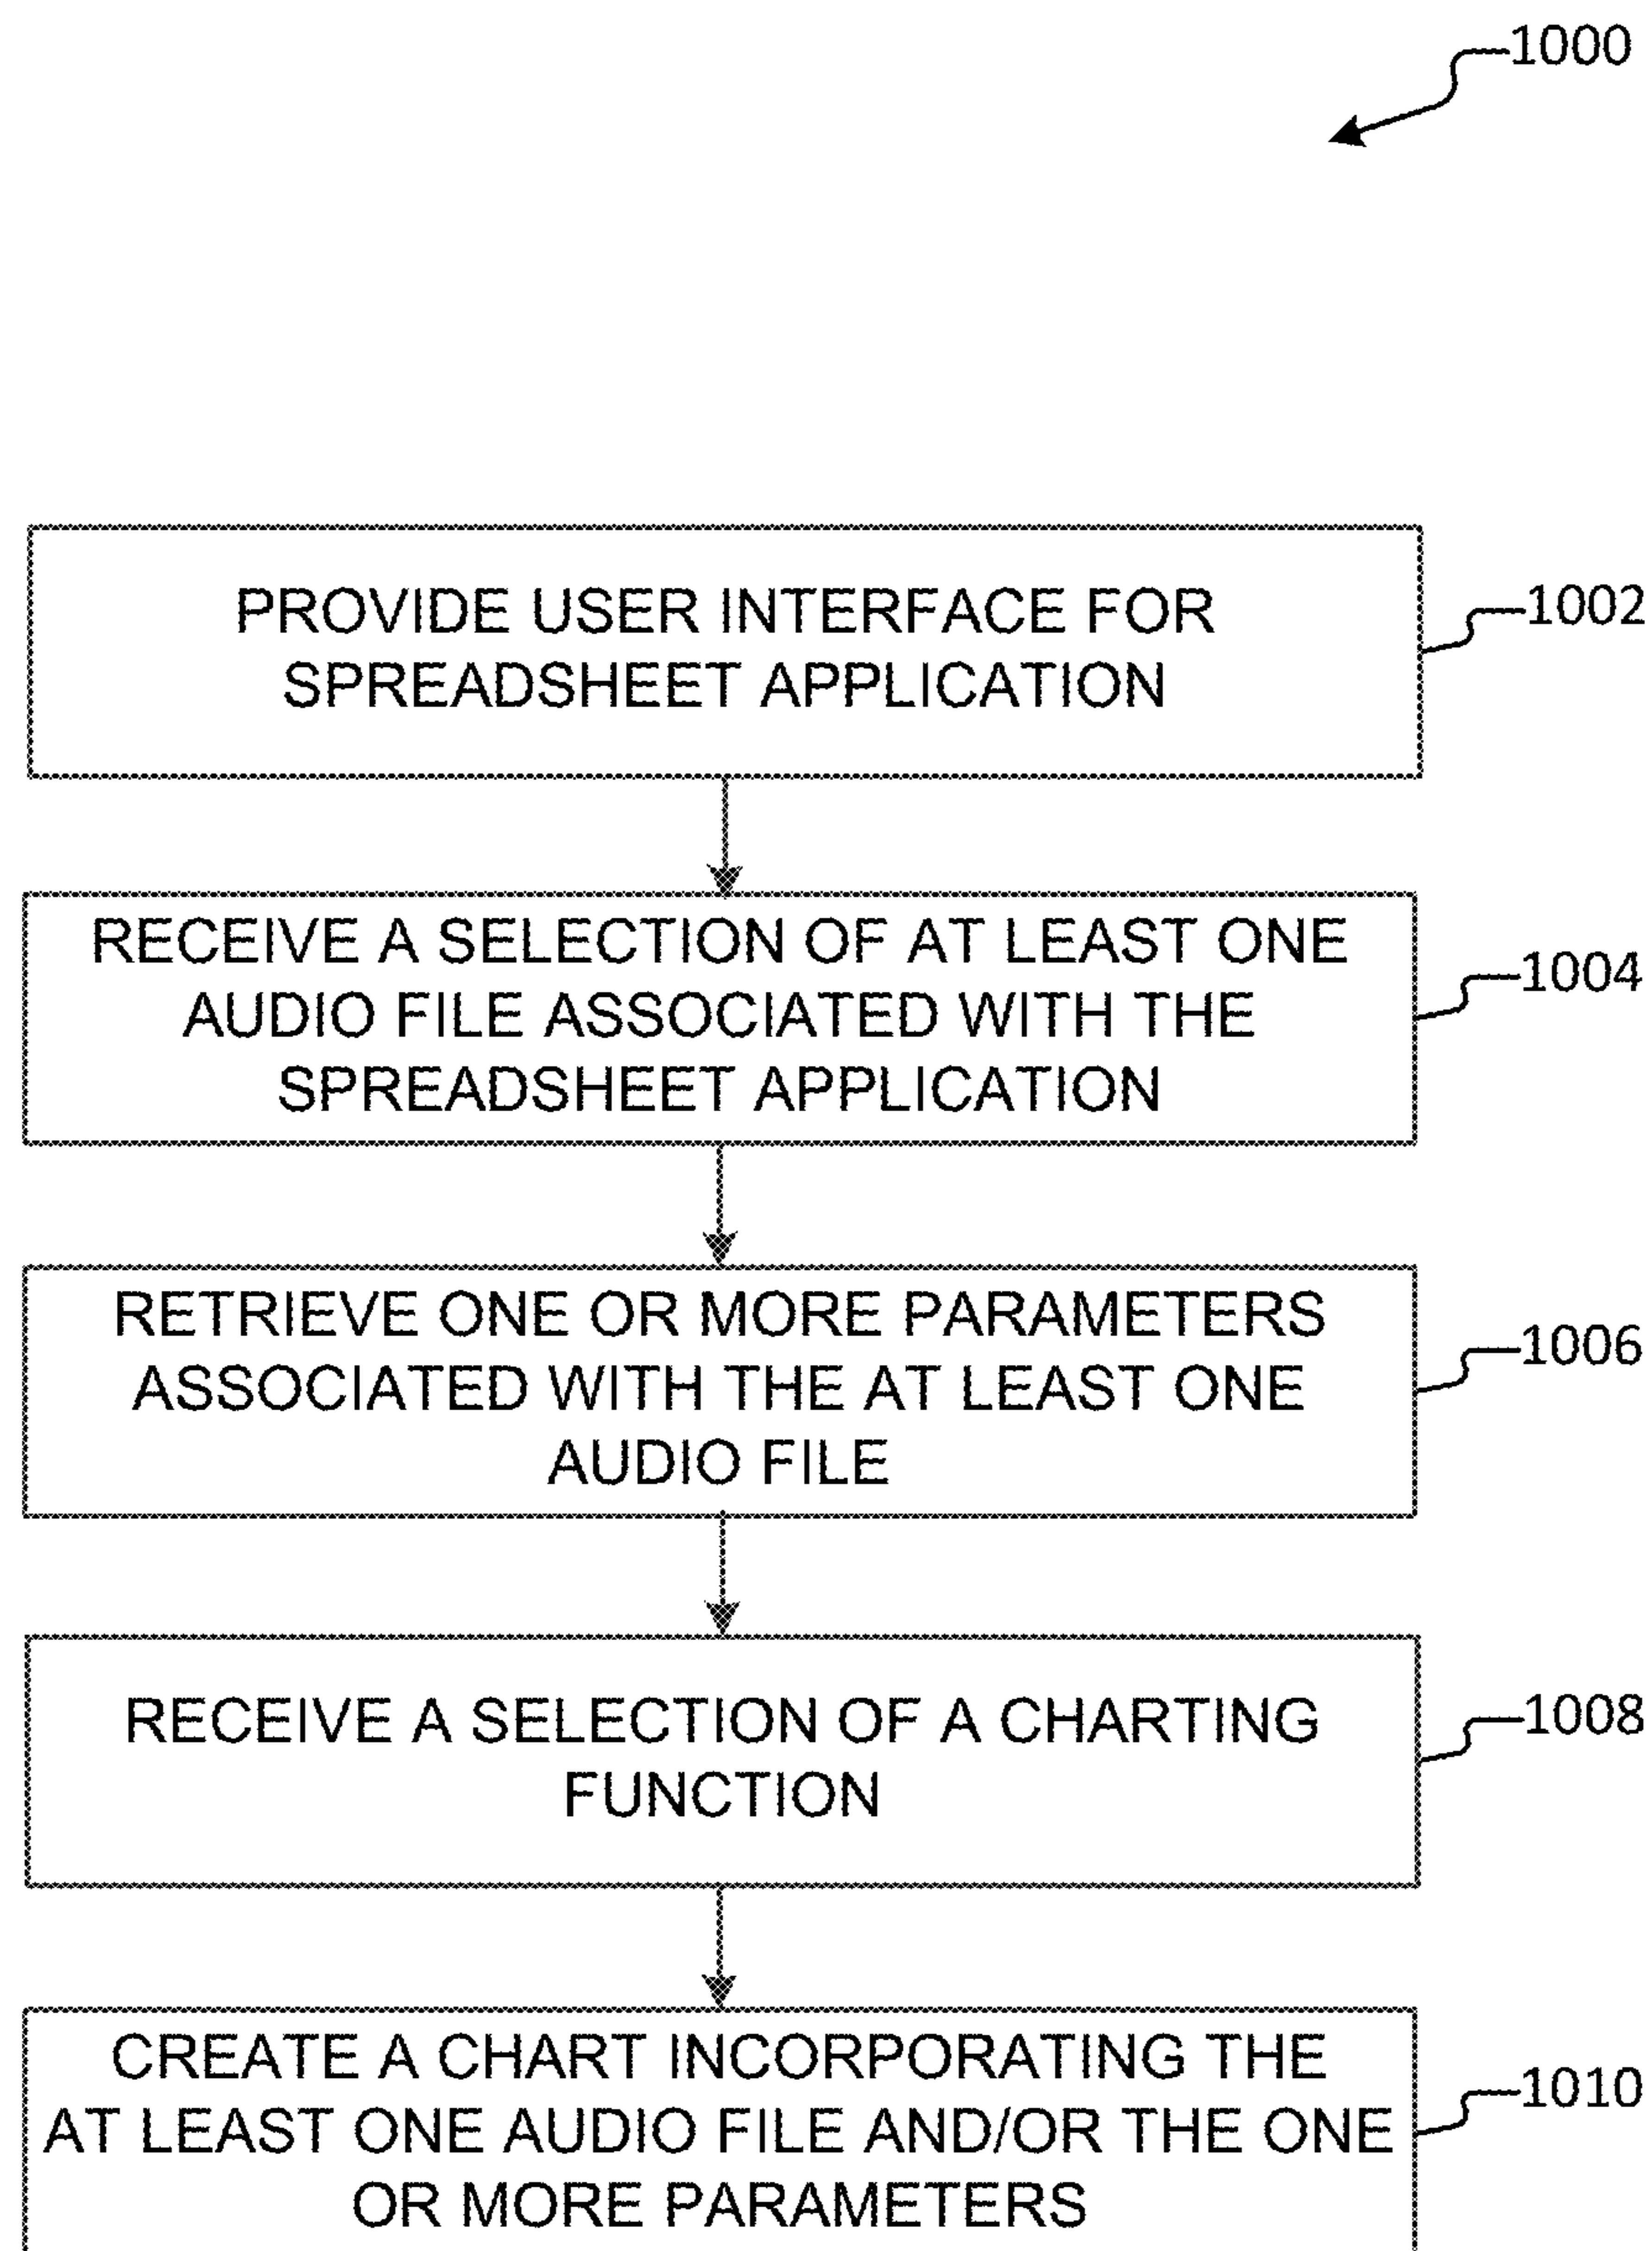 1000
PROVIDE USER INTERFACE FOR
SPREADSHEET APPLICATION
1002
RECEIVE A SELECTION OF AT LEAST ONE
AUDIO FILE ASSOCIATED WITH THE
SPREADSHEET APPLICATION
1004
RETRIEVE ONE OR MORE PARAMETERS
ASSOCIATED WITH THE AT LEAST ONE
AUDIO FILE
1006
RECEIVE A SELECTION OF A CHARTING
FUNCTION
1008
CREATE A CHART INCORPORATING THE
AT LEAST ONE AUDIO FILE AND/OR THE ONE
OR MORE PARAMETERS
1010